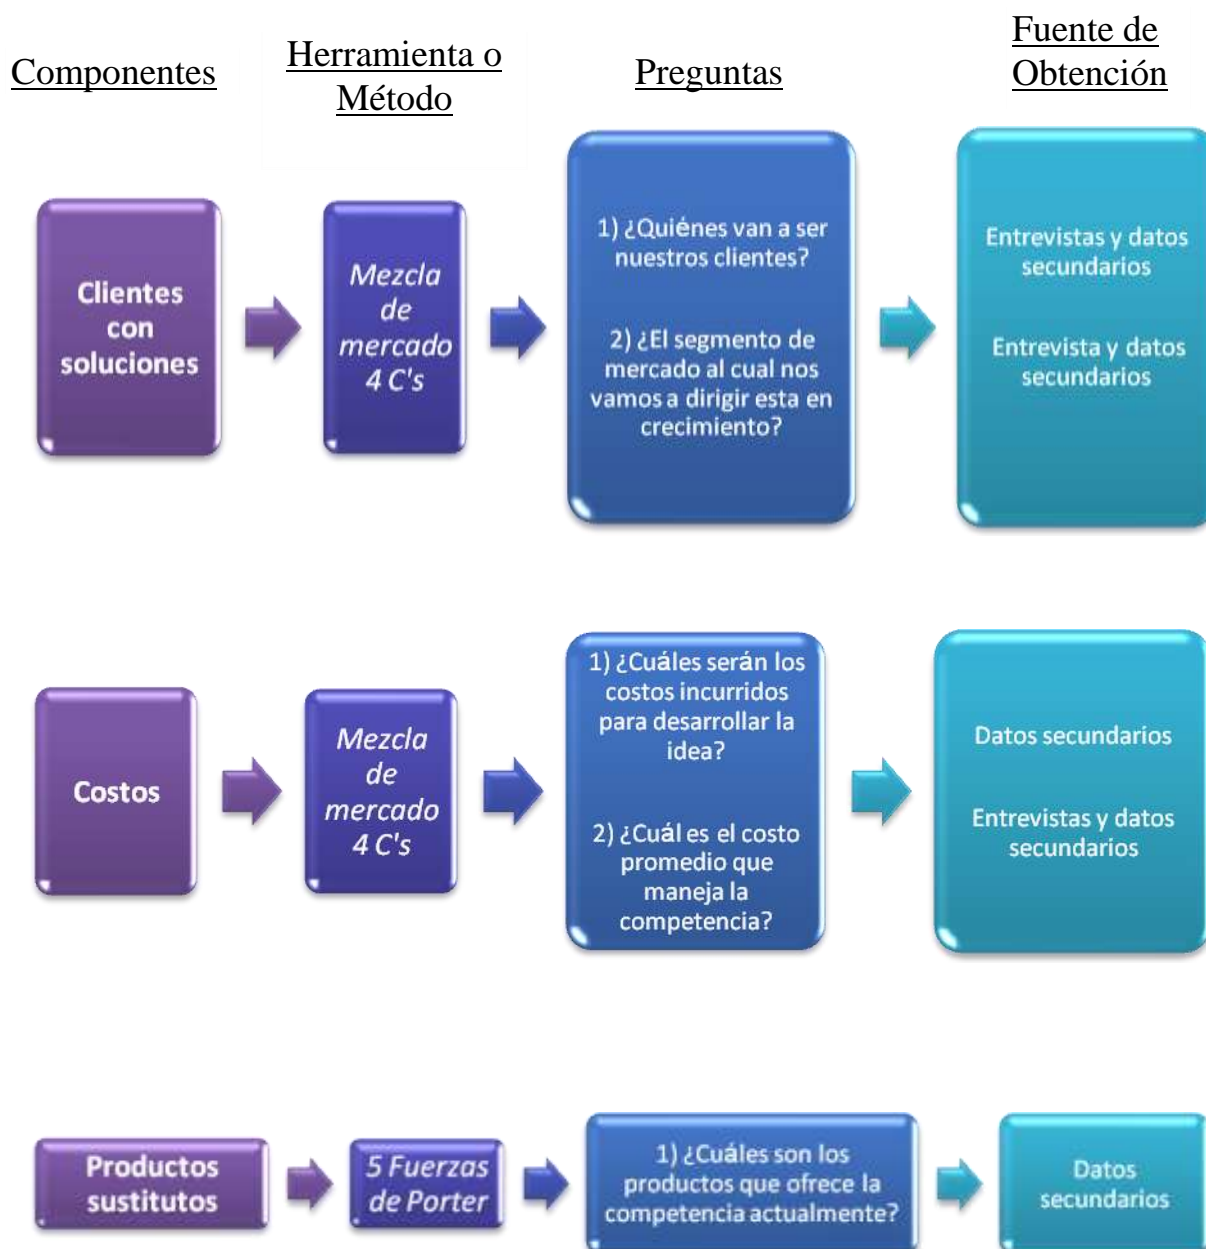 Componentes
Herramienta o
Método
Preguntas
Fuente de
Obtención
Clientes
con
soluciones
Mezcla
de
mercado
4 C's
1) ¿Quiénes van a ser
nuestros clientes?
2) ¿El segmento de
mercado al cual nos
vamos a dirigir esta en
crecimiento?
Entrevistas y datos
secundarios
Entrevista y datos
secundarios
Costos
Mezcla
de
mercado
4 C's
1) ¿Cuáles serán los
costos incurridos
para desarrollar la
idea?
2) ¿Cuál es el costo
promedio que
maneja la
competencia?
Datos secundarios
Entrevistas y datos
secundarios
Productos
sustitutos
5 Fuerzas
de Porter
1) ¿Cuáles son los
productos que ofrece la
competencia actualmente?
Datos
secundarios